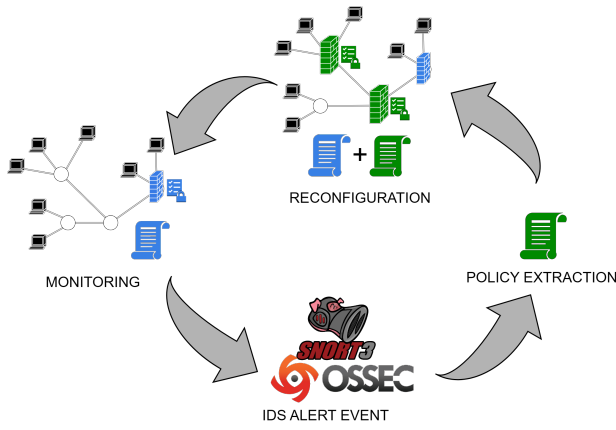 +
RECONFIGURATION
MONITORING
POLICY EXTRACTION
SNORT3
OSSEC
IDS ALERT EVENT